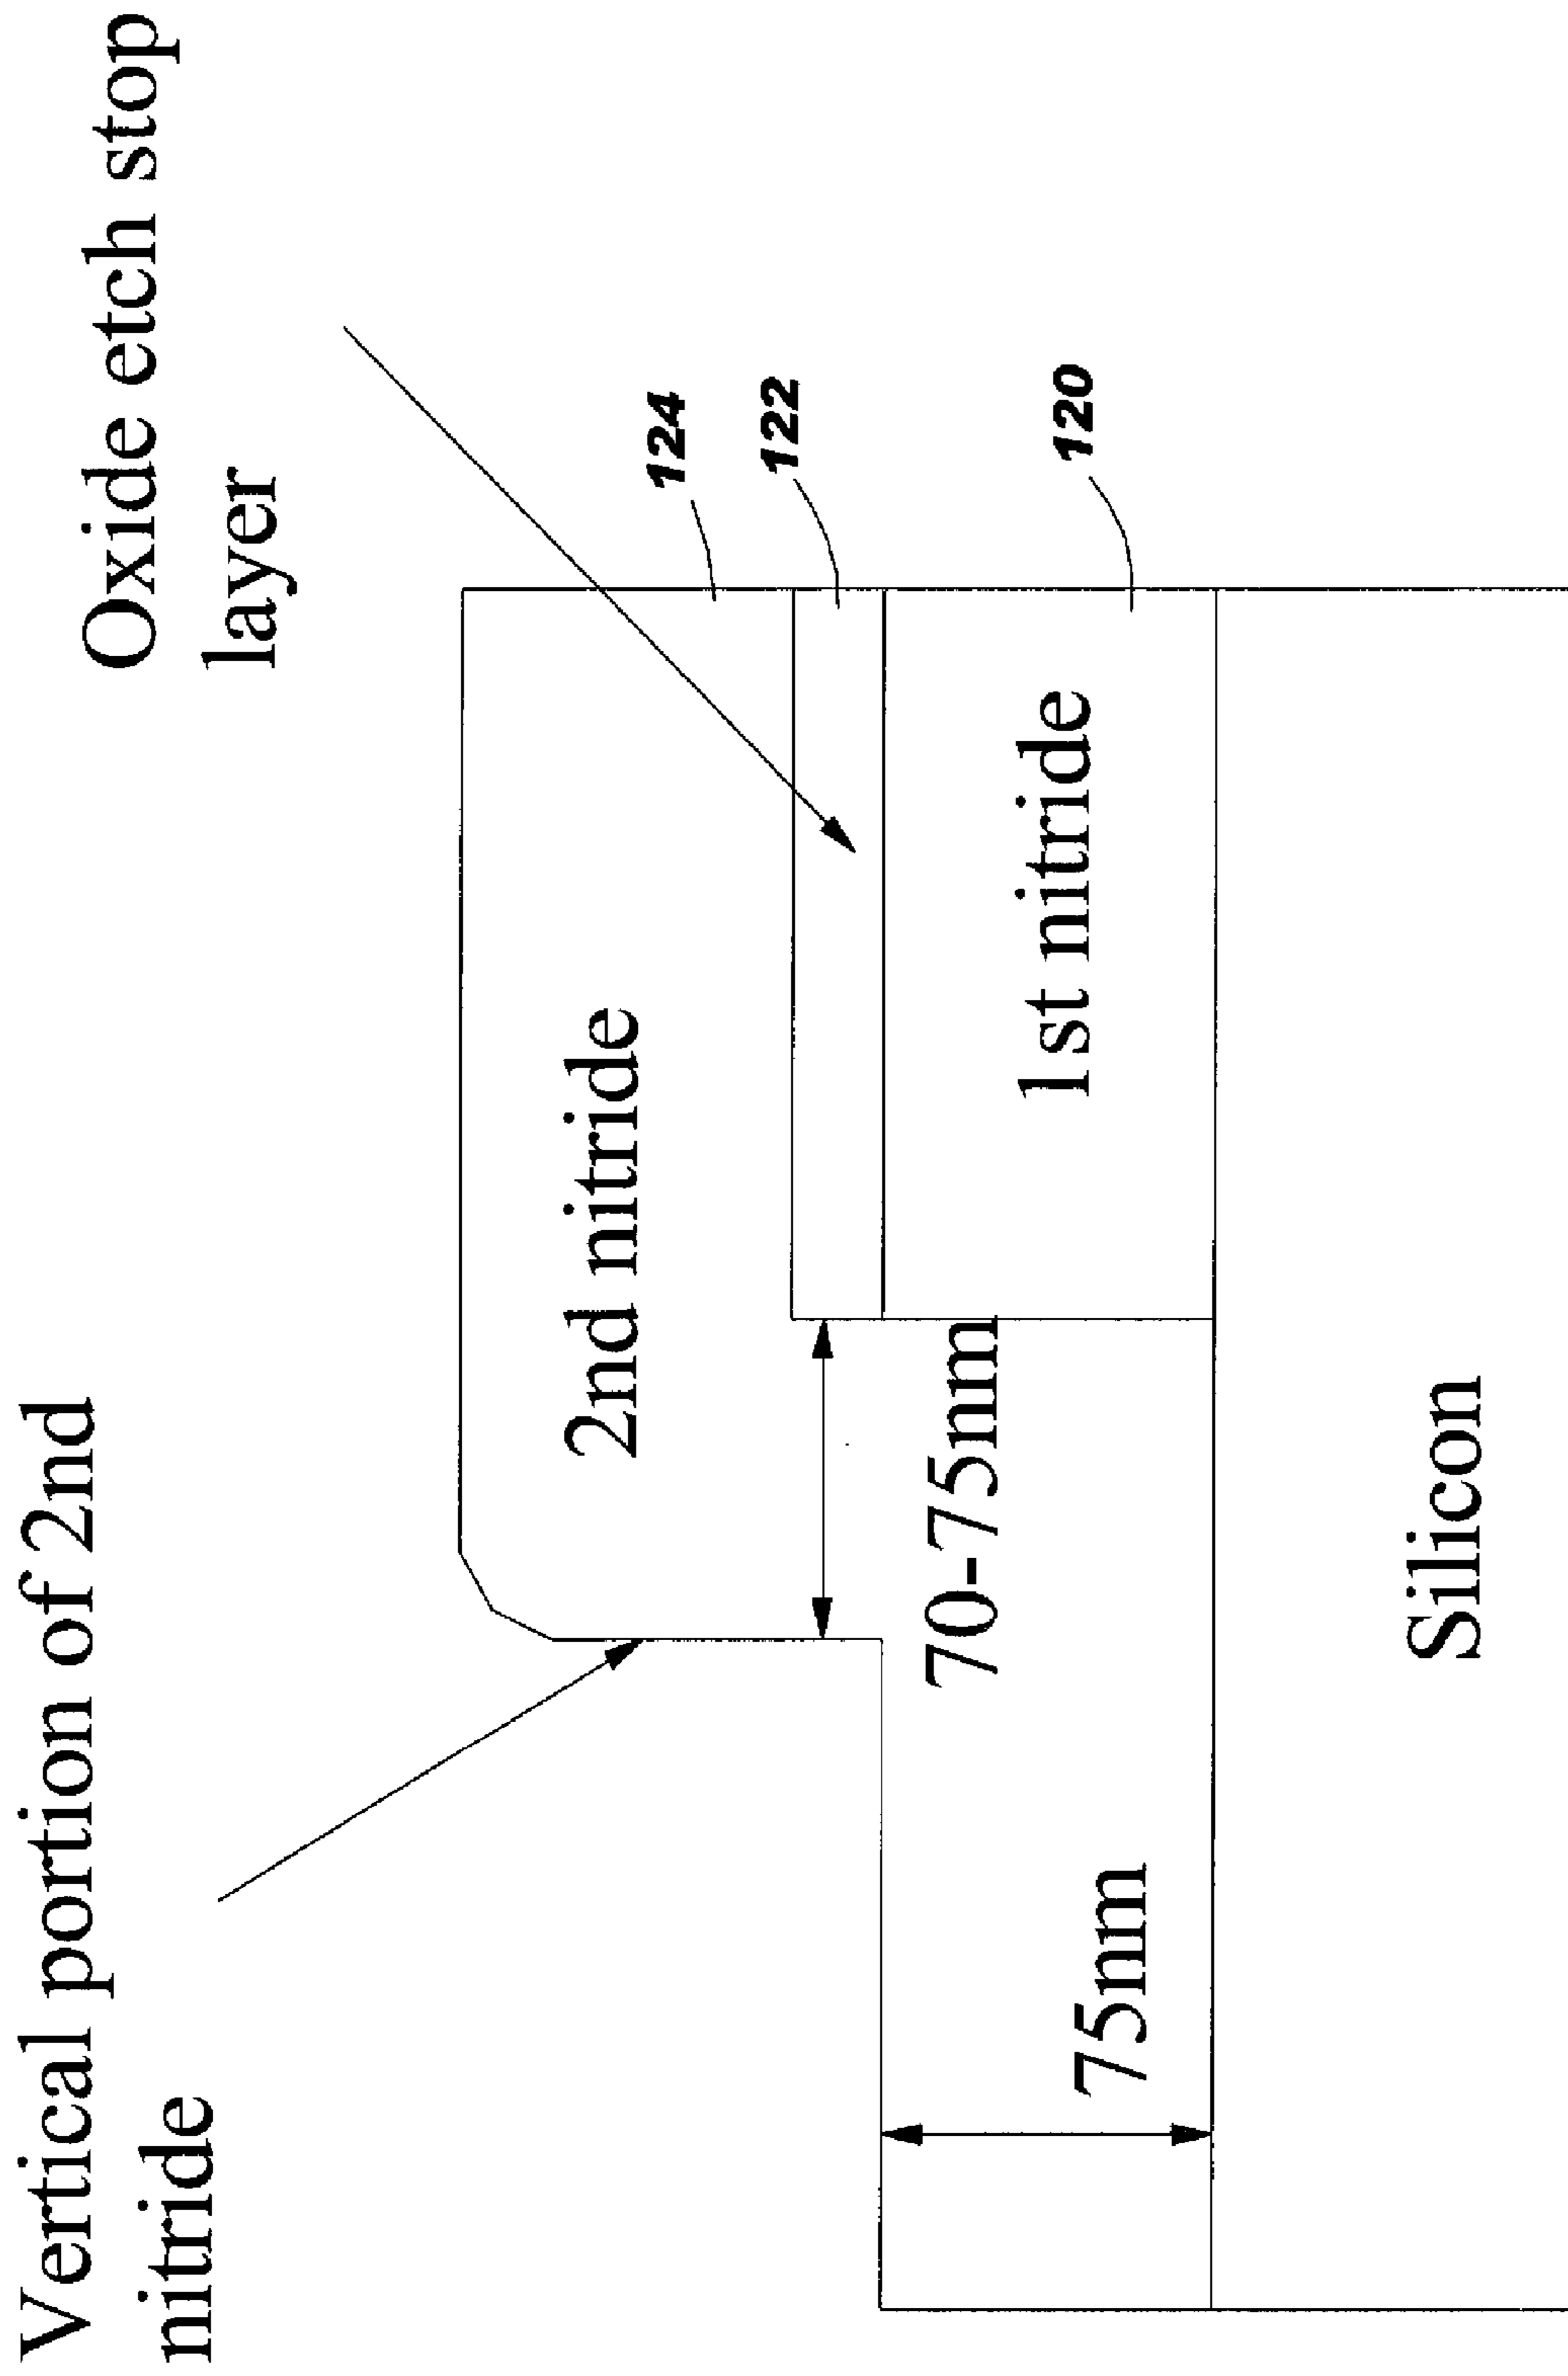 Vertical portion of 2nd
nitride
Oxide etch stop
layer
2nd nitride
124
122
70-75nm
1st nitride
120
75nm
Silicon